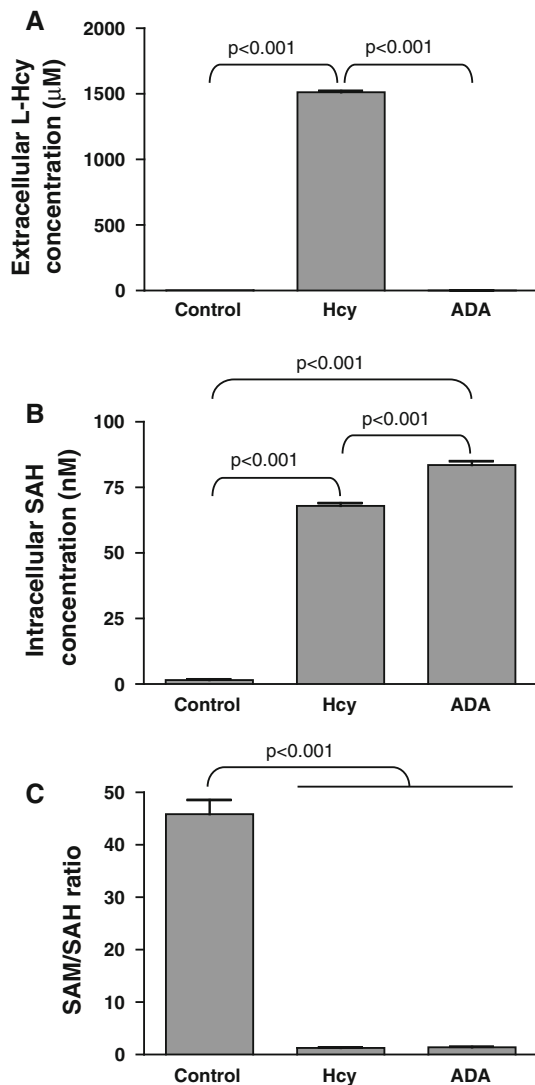 A
Extracellular L-Hcy
concentration (μM)
2000
1500
1000
500
0
p<0.001
p<0.001
Control
Hcy
ADA
B
Intracellular SAH
concentration (nM)
100
75
50
25
0
p<0.001
p<0.001
p<0.001
Control
Hcy
ADA
C
SAM/SAH ratio
50
40
30
20
10
0
p<0.001
Control
Hcy
ADA